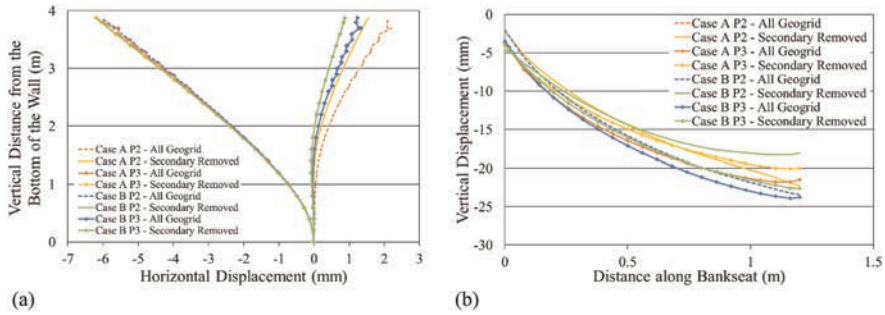 Vertical Distance from the
Bottom of the Wall (m)
4
3
2
1
0
Case A P2 - All Geogrid
Case A P2 - Secondary Removed
Case A P3 - All Geogrid
Case A P3 - Secondary Removed
Case B P2 - All Geogrid
Case B P2 - Secondary Removed
Case B P3 - All Geogrid
Case B P3 - Secondary Removed
-7 -6 -5 -4 -3 -2 -1 0 1 2 3
Horizontal Displacement (mm)
(a)
Vertical Displacement (mm)
0
-5
-10
-15
-20
-25
-30
Case A P2 - All Geogrid
Case A P2 - Secondary Removed
Case A P3 - All Geogrid
Case A P3 - Secondary Removed
Case B P2 - All Geogrid
Case B P2 - Secondary Removed
Case B P3 - All Geogrid
Case B P3 - Secondary Removed
0 0.5 1 1.5
Distance along Bankseat (m)
(b)